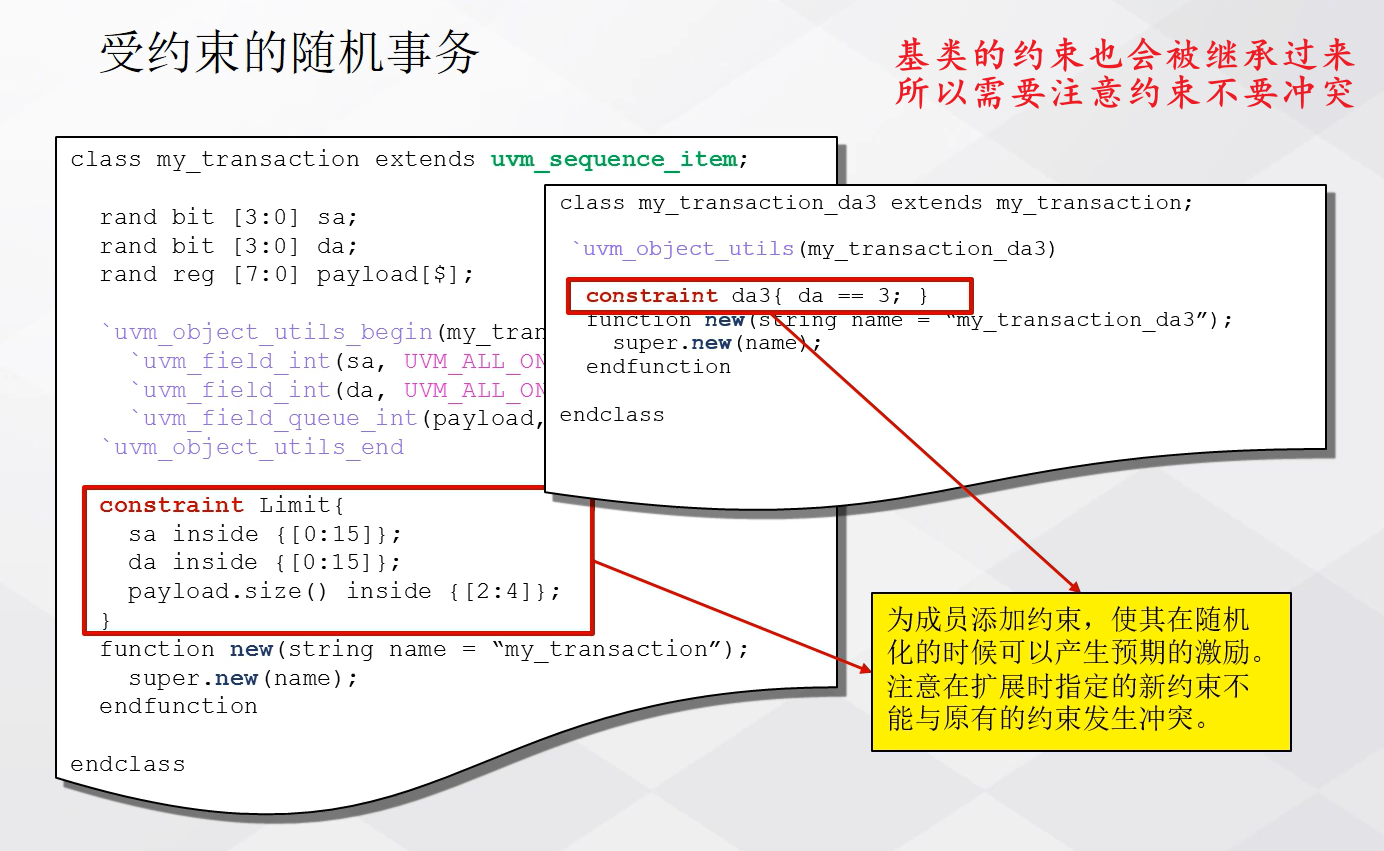 受约束的随机事务
基类的约束也会被继承过来
所以需要注意约束不要冲突
class my_transaction extends uvm_sequence_item;
rand bit [3:0] sa;
rand bit [3:0] da;
rand reg [7:0] payload[$];
`uvm_object_utils_begin(my_tran
`uvm_field_int(sa, UVM_ALL_ON
`uvm_field_int(da, UVM_ALL_ON
`uvm_field_queue_int(payload,
`uvm_object_utils_end
constraint Limit{
sa inside {[0:15]};
da inside {[0:15]};
payload.size() inside {[2:4]};
}
function new(string name = “my_transaction”);
super.new(name);
endfunction
endclass
class my_transaction_da3 extends my_transaction;
`uvm_object_utils(my_transaction_da3)
constraint da3{ da == 3; }
function new(string name = “my_transaction_da3”);
super.new(name);
endfunction
endclass
为成员添加约束，使其在随机
化的时候可以产生预期的激励。
注意在扩展时指定的新约束不
能与原有的约束发生冲突。